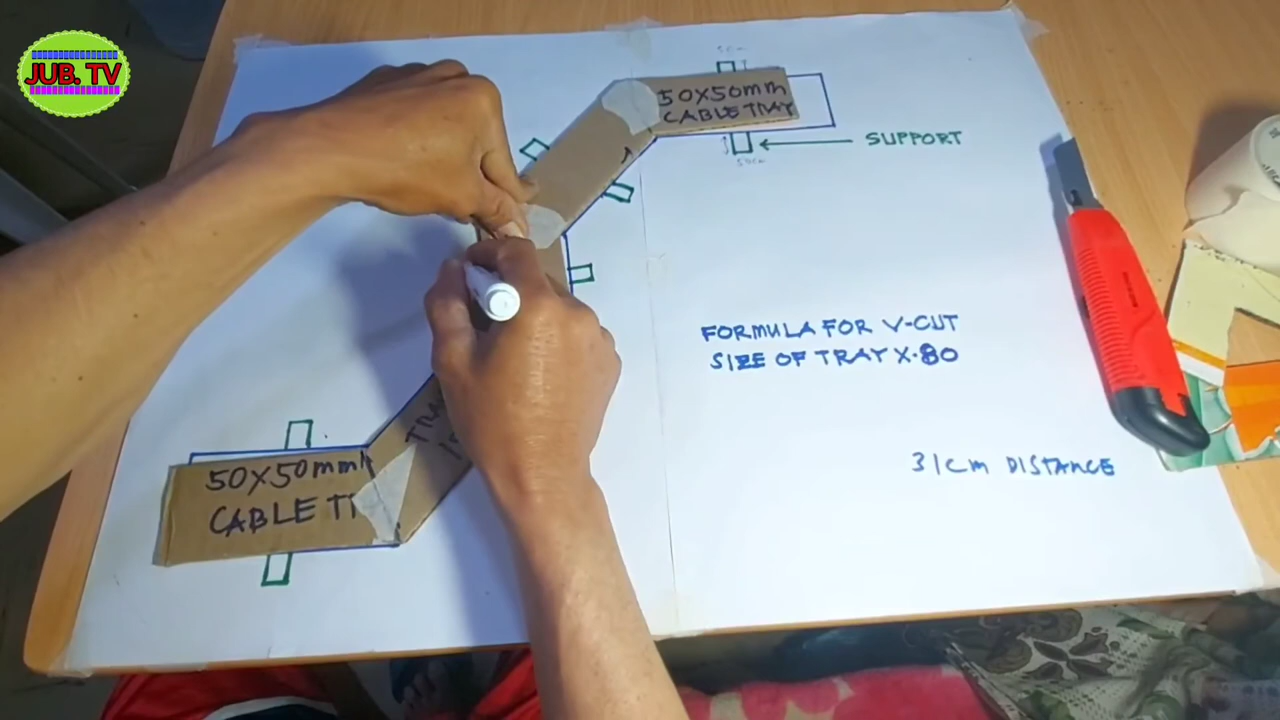 JUB. TV
50X50mm
CABLE TRAY
SUPPORT
FORMULA FOR V-CUT
SIZE OF TRAY X.80
31cm DISTANCE
50X50mm
CABLE T